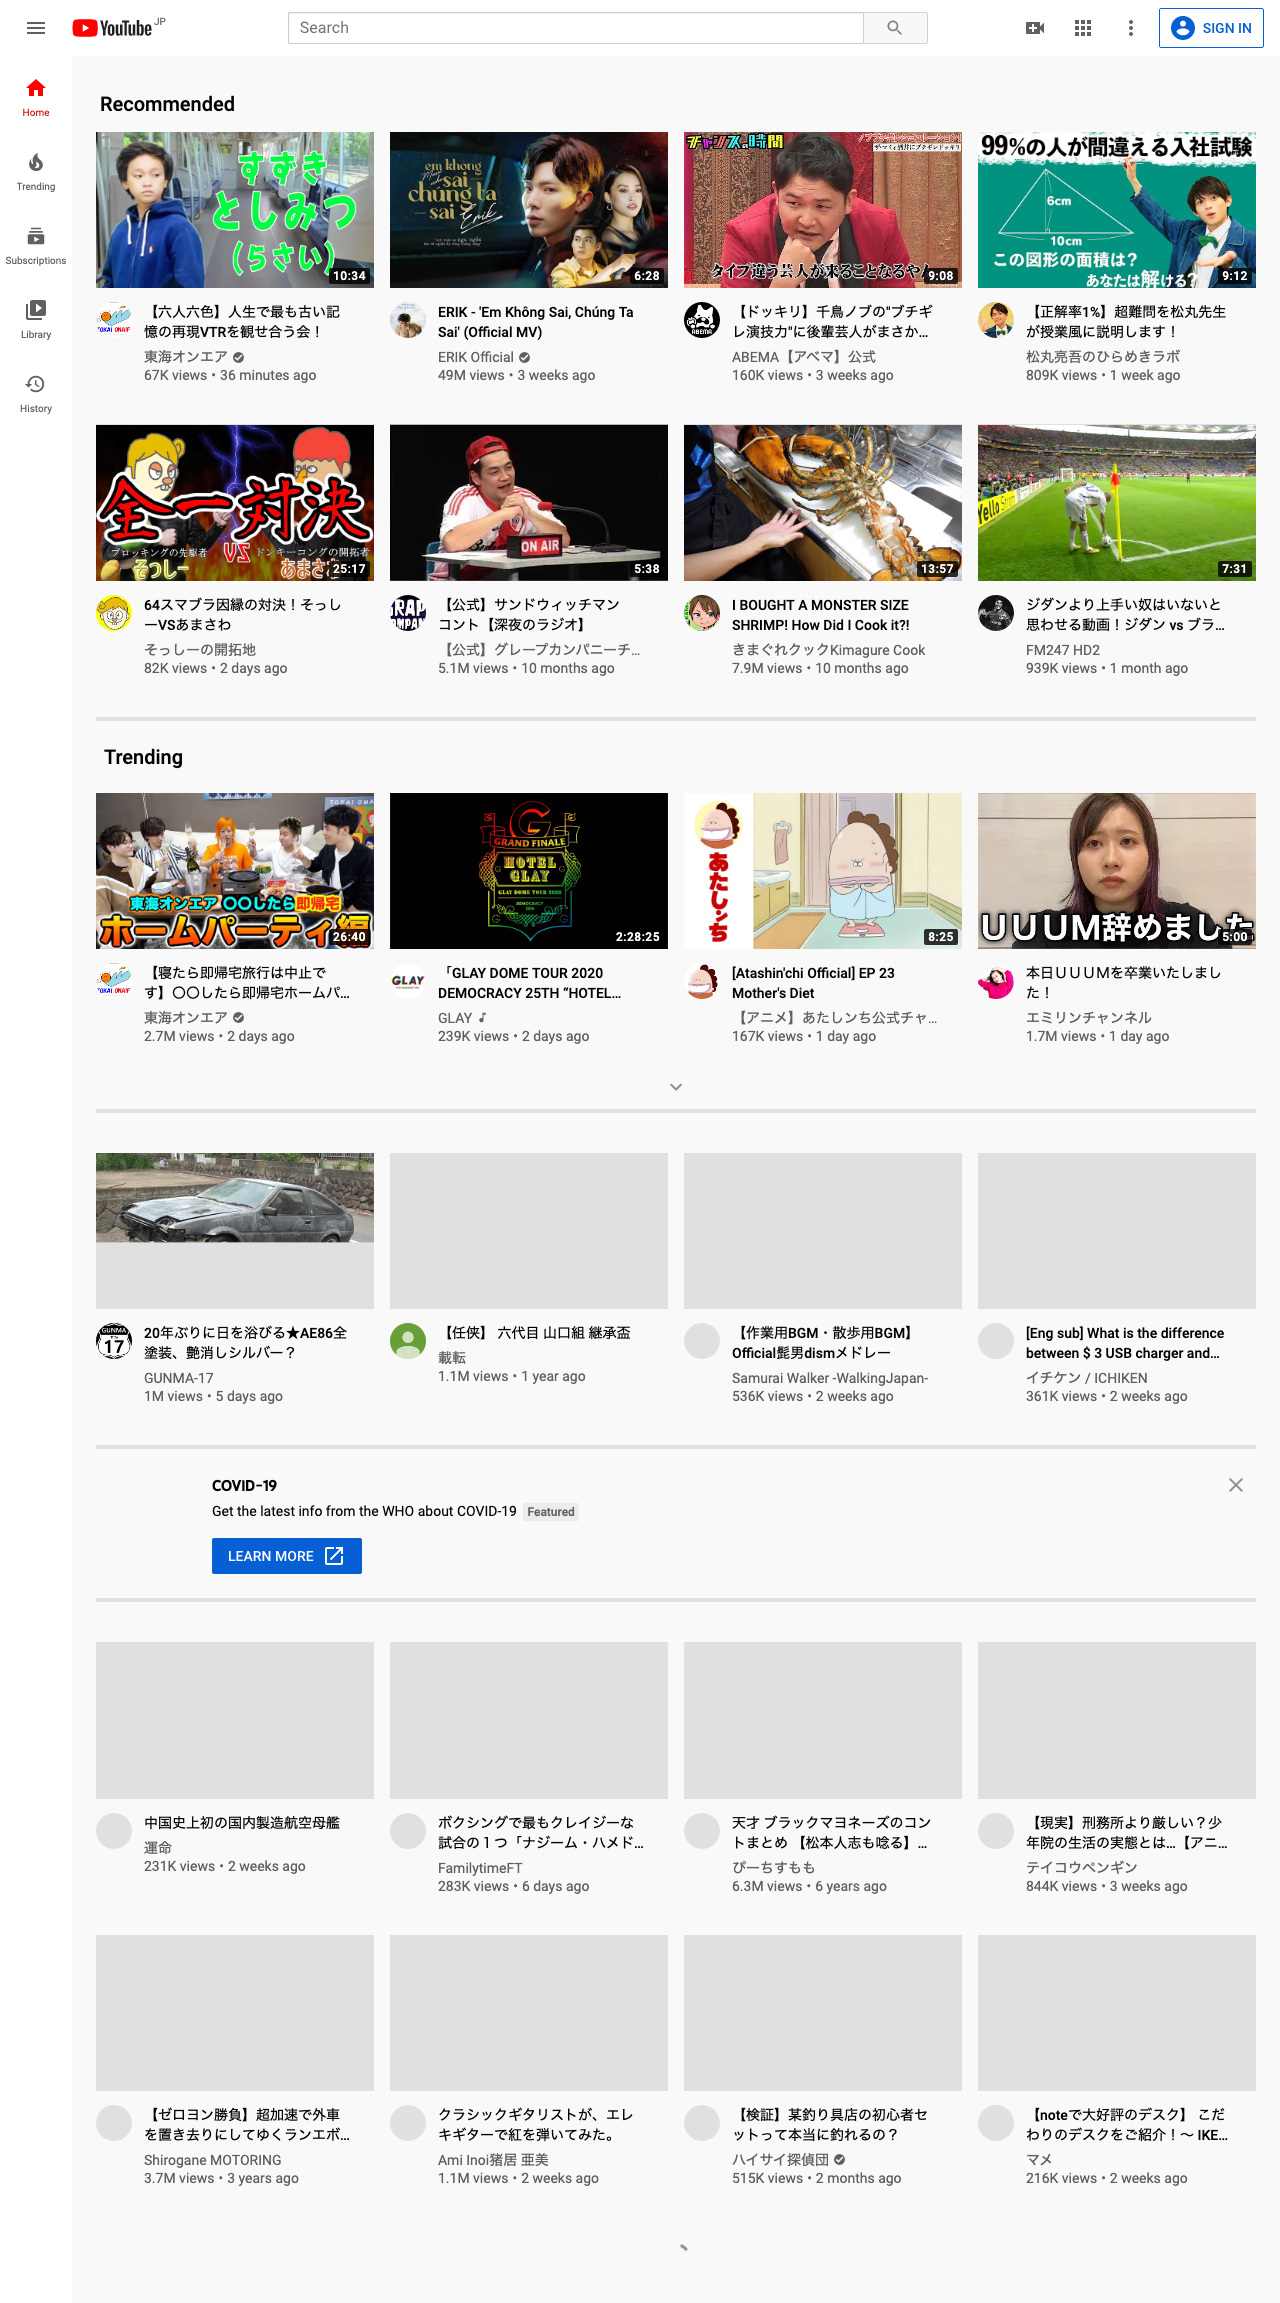 YouTube JP
Search
SIGN IN
Home
Trending
Subscriptions
Library
History
Recommended
すずき
としみつ
(5さい)
10:34
em không
sai
chúng ta
sai
Erik
6:28
チャンスの時間
タイプ違う芸人が来ることなるやん
9:08
99%の人が間違える入社試験
6cm
10cm
この図形の面積は?
あなたは解ける?
9:12
【六人六色】人生で最も古い記
憶の再現VTRを観せ合う会！
東海オンエア
67K views • 36 minutes ago
ERIK - 'Em Không Sai, Chúng Ta
Sai' (Official MV)
ERIK Official
49M views • 3 weeks ago
ABEMA
【ドッキリ】千鳥ノブの"ブチギ
レ演技力"に後輩芸人がまさか...
ABEMA【アベマ】公式
160K views • 3 weeks ago
【正解率1%】超難問を松丸先生
が授業風に説明します！
松丸亮吾のひらめきラボ
809K views • 1 week ago
全一対決
ブロッキングの先駆者
そっしー
VS
ドンキーコングの開拓者
あまさわ
25:17
ON AIR
5:38
13:57
Yello Strom
7:31
64スマブラ因縁の対決！そっし
ーVSあまさわ
そっしーの開拓地
82K views • 2 days ago
【公式】サンドウィッチマン
コント【深夜のラジオ】
【公式】グレープカンパニーチ...
5.1M views • 10 months ago
I BOUGHT A MONSTER SIZE
SHRIMP! How Did I Cook it?!
きまぐれクックKimagure Cook
7.9M views • 10 months ago
ジダンより上手い奴はいないと
思わせる動画！ジダン vs ブラ...
FM247 HD2
939K views • 1 month ago
Trending
東海オンエア 〇〇したら即帰宅
ホームパーティ編
26:40
G
GRAND FINALE
HOTEL
GLAY
GLAY DOME TOUR 2020
DEMOCRACY
25TH
2:28:25
あたしンち
8:25
UUUM辞めました
5:00
【寝たら即帰宅旅行は中止で
す】〇〇したら即帰宅ホームパ...
東海オンエア
2.7M views • 2 days ago
GLAY
「GLAY DOME TOUR 2020
DEMOCRACY 25TH “HOTEL...
GLAY
239K views • 2 days ago
[Atashin'chi Official] EP 23
Mother's Diet
【アニメ】あたしンち公式チャ...
167K views • 1 day ago
本日ＵＵＵＭを卒業いたしまし
た！
エミリンチャンネル
1.7M views • 1 day ago
GUNMA
17
20年ぶりに日を浴びる★AE86全
塗装、艶消しシルバー？
GUNMA-17
1M views • 5 days ago
【任侠】 六代目 山口組 継承盃
載転
1.1M views • 1 year ago
【作業用BGM・散歩用BGM】
Official髭男dismメドレー
Samurai Walker -WalkingJapan-
536K views • 2 weeks ago
[Eng sub] What is the difference
between $ 3 USB charger and...
イチケン / ICHIKEN
361K views • 2 weeks ago
COVID-19
Get the latest info from the WHO about COVID-19 Featured
LEARN MORE
中国史上初の国内製造航空母艦
運命
231K views • 2 weeks ago
ボクシングで最もクレイジーな
試合の１つ「ナジーム・ハメド...
FamilytimeFT
283K views • 6 days ago
天才 ブラックマヨネーズのコン
トまとめ 【松本人志も唸る】...
ぴーちすもも
6.3M views • 6 years ago
【現実】刑務所より厳しい？少
年院の生活の実態とは…【アニ...
テイコウペンギン
844K views • 3 weeks ago
【ゼロヨン勝負】超加速で外車
を置き去りにしてゆくランエボ...
Shirogane MOTORING
3.7M views • 3 years ago
クラシックギタリストが、エレ
キギターで紅を弾いてみた。
Ami Inoi猪居 亜美
1.1M views • 2 weeks ago
【検証】某釣り具店の初心者セ
ットって本当に釣れるの？
ハイサイ探偵団
515K views • 2 months ago
【noteで大好評のデスク】 こだ
わりのデスクをご紹介！〜 IKE...
マメ
216K views • 2 weeks ago